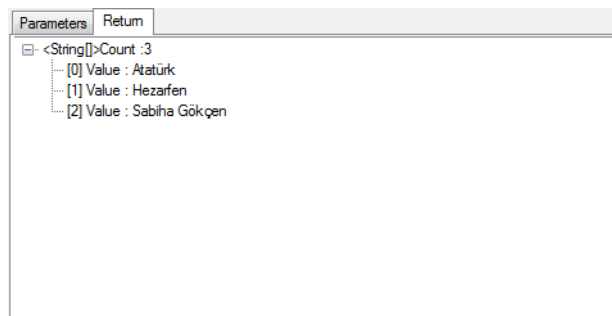 Parameters Return
<String[]>Count :3
[0] Value : Atatürk
[1] Value : Hezarfen
[2] Value : Sabiha Gökçen